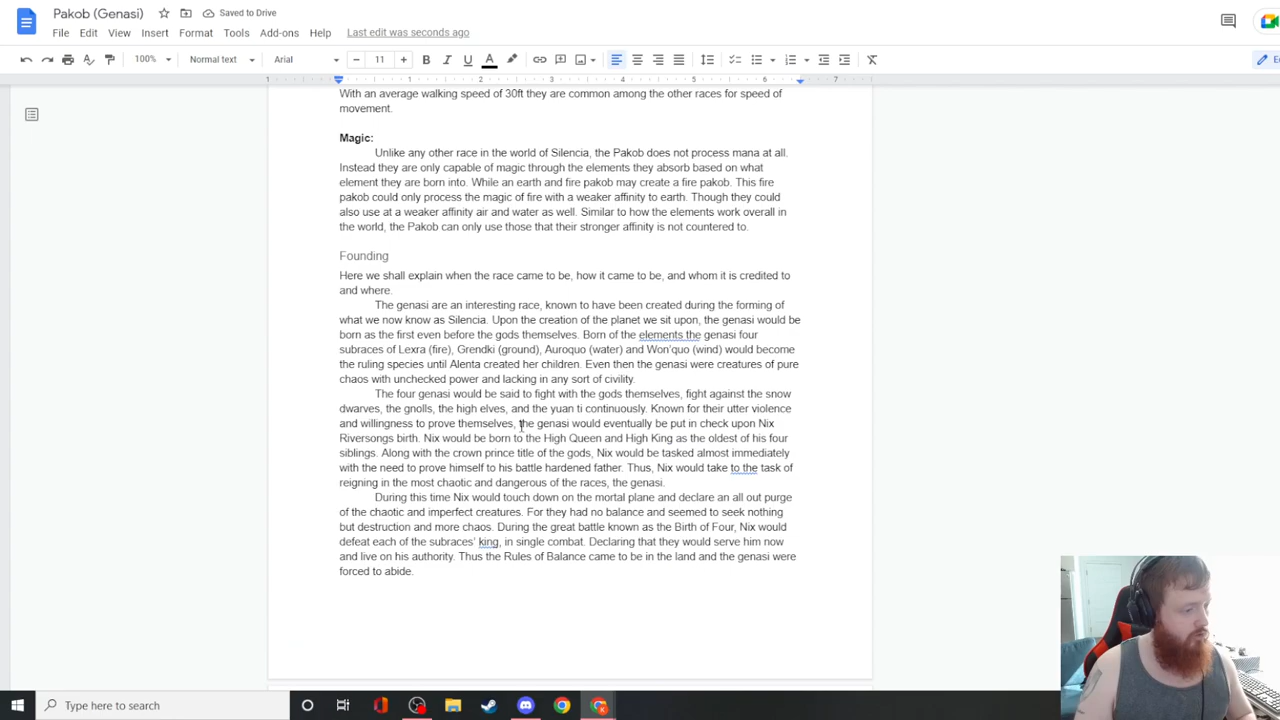 Pakob (Genasi)
Saved to Drive
File Edit View Insert Format Tools Add-ons Help Last edit was seconds ago
100% Normal text Arial 11
1 1 2 3 4 5 6 7
With an average walking speed of 30ft they are common among the other races for speed of
movement.
Magic:
Unlike any other race in the world of Silencia, the Pakob does not process mana at all.
Instead they are only capable of magic through the elements they absorb based on what
element they are born into. While an earth and fire pakob may create a fire pakob. This fire
pakob could only process the magic of fire with a weaker affinity to earth. Though they could
also use at a weaker affinity air and water as well. Similar to how the elements work overall in
the world, the Pakob can only use those that their stronger affinity is not countered to.
Founding
Here we shall explain when the race came to be, how it came to be, and whom it is credited to
and where.
The genasi are an interesting race, known to have been created during the forming of
what we now know as Silencia. Upon the creation of the planet we sit upon, the genasi would be
born as the first even before the gods themselves. Born of the elements the genasi four
subraces of Lexra (fire), Grendki (ground), Auroquo (water) and Won'quo (wind) would become
the ruling species until Alenta created her children. Even then the genasi were creatures of pure
chaos with unchecked power and lacking in any sort of civility.
The four genasi would be said to fight with the gods themselves, fight against the snow
dwarves, the gnolls, the high elves, and the yuan ti continuously. Known for their utter violence
and willingness to prove themselves, the genasi would eventually be put in check upon Nix
Riversongs birth. Nix would be born to the High Queen and High King as the oldest of his four
siblings. Along with the crown prince title of the gods, Nix would be tasked almost immediately
with the need to prove himself to his battle hardened father. Thus, Nix would take to the task of
reigning in the most chaotic and dangerous of the races, the genasi.
During this time Nix would touch down on the mortal plane and declare an all out purge
of the chaotic and imperfect creatures. For they had no balance and seemed to seek nothing
but destruction and more chaos. During the great battle known as the Birth of Four, Nix would
defeat each of the subraces' king, in single combat. Declaring that they would serve him now
and live on his authority. Thus the Rules of Balance came to be in the land and the genasi were
forced to abide.
Type here to search